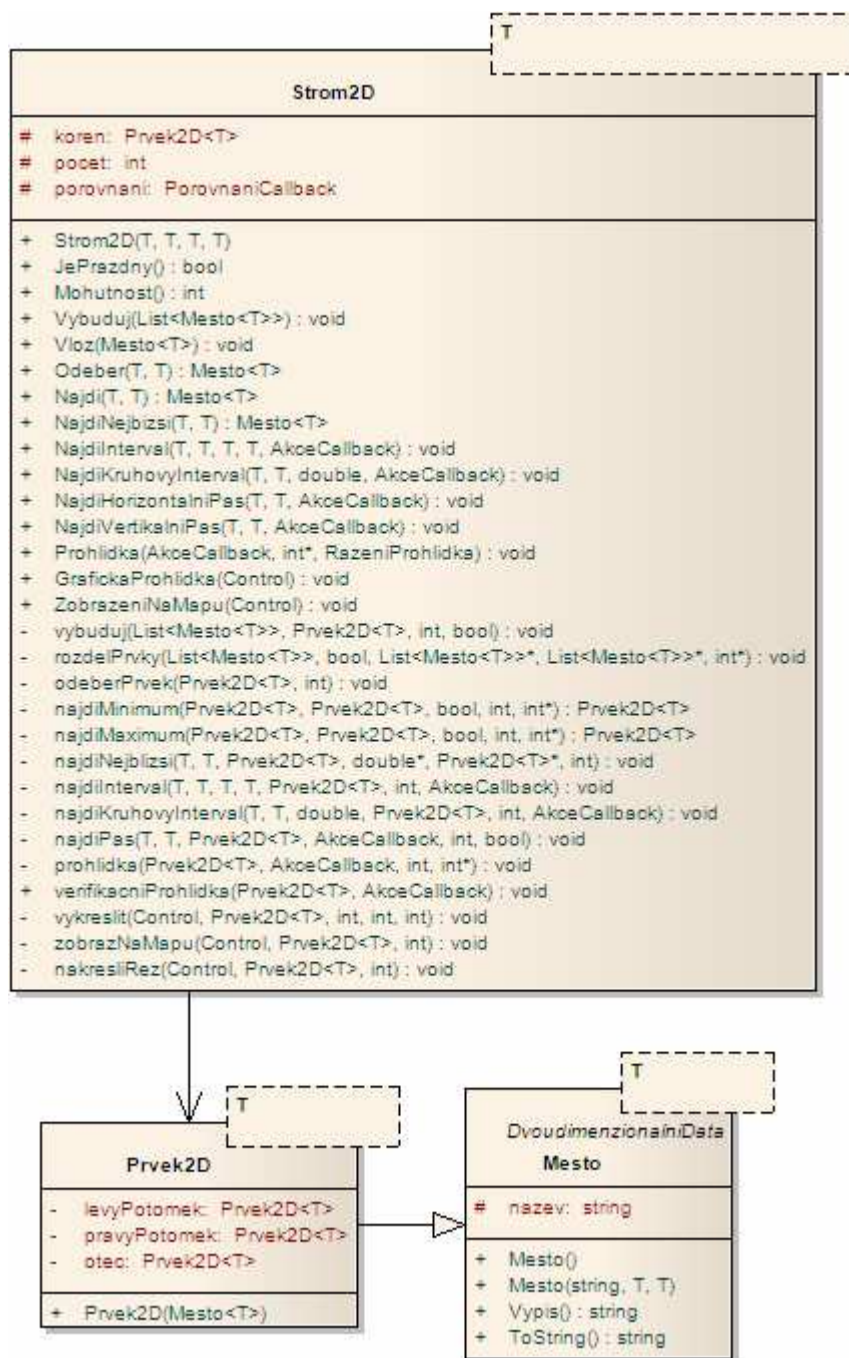 T
Strom2D
# koren: Prvek2D<T>
# pocet: int
# porovnani: PorovnaniCallback
+ Strom2D(T, T, T, T)
+ JePrazdny() : bool
+ Mohutnost() : int
+ Vybuduj(List<Mesto<T>>) : void
+ Vloz(Mesto<T>) : void
+ Odeber(T, T) : Mesto<T>
+ Najdi(T, T) : Mesto<T>
+ NajdiNejbizsi(T, T) : Mesto<T>
+ NajdiInterval(T, T, T, T, AkceCallback) : void
+ NajdiKruhovyInterval(T, T, double, AkceCallback) : void
+ NajdiHorizontalniPas(T, T, AkceCallback) : void
+ NajdiVertikalniPas(T, T, AkceCallback) : void
+ Prohlidka(AkceCallback, int*, RazeniProhlidka) : void
+ GrafickaProhlidka(Control) : void
+ ZobrazeniNaMapu(Control) : void
- vybuduj(List<Mesto<T>>, Prvek2D<T>, int, bool) : void
- rozdelPrvky(List<Mesto<T>>, bool, List<Mesto<T>>*, List<Mesto<T>>*, int*) : void
- odeberPrvek(Prvek2D<T>, int) : void
- najdiMinimum(Prvek2D<T>, Prvek2D<T>, bool, int, int*) : Prvek2D<T>
- najdiMaximum(Prvek2D<T>, Prvek2D<T>, bool, int, int*) : Prvek2D<T>
- najdiNejblizsi(T, T, Prvek2D<T>, double*, Prvek2D<T>*, int) : void
- najdiInterval(T, T, T, T, Prvek2D<T>, int, AkceCallback) : void
- najdiKruhovyInterval(T, T, double, Prvek2D<T>, int, AkceCallback) : void
- najdiPas(T, T, Prvek2D<T>, AkceCallback, int, bool) : void
- prohlidka(Prvek2D<T>, AkceCallback, int, int*) : void
+ verifikacniProhlidka(Prvek2D<T>, AkceCallback) : void
- vykreslit(Control, Prvek2D<T>, int, int, int) : void
- zobrazNaMapu(Control, Prvek2D<T>, int) : void
- nakresliRez(Control, Prvek2D<T>, int) : void
T
Prvek2D
- levyPotomek: Prvek2D<T>
- pravyPotomek: Prvek2D<T>
- otec: Prvek2D<T>
+ Prvek2D(Mesto<T>)
T
DvoudimenzionalniData
Mesto
# nazev: string
+ Mesto()
+ Mesto(string, T, T)
+ Vypis() : string
+ ToString() : string